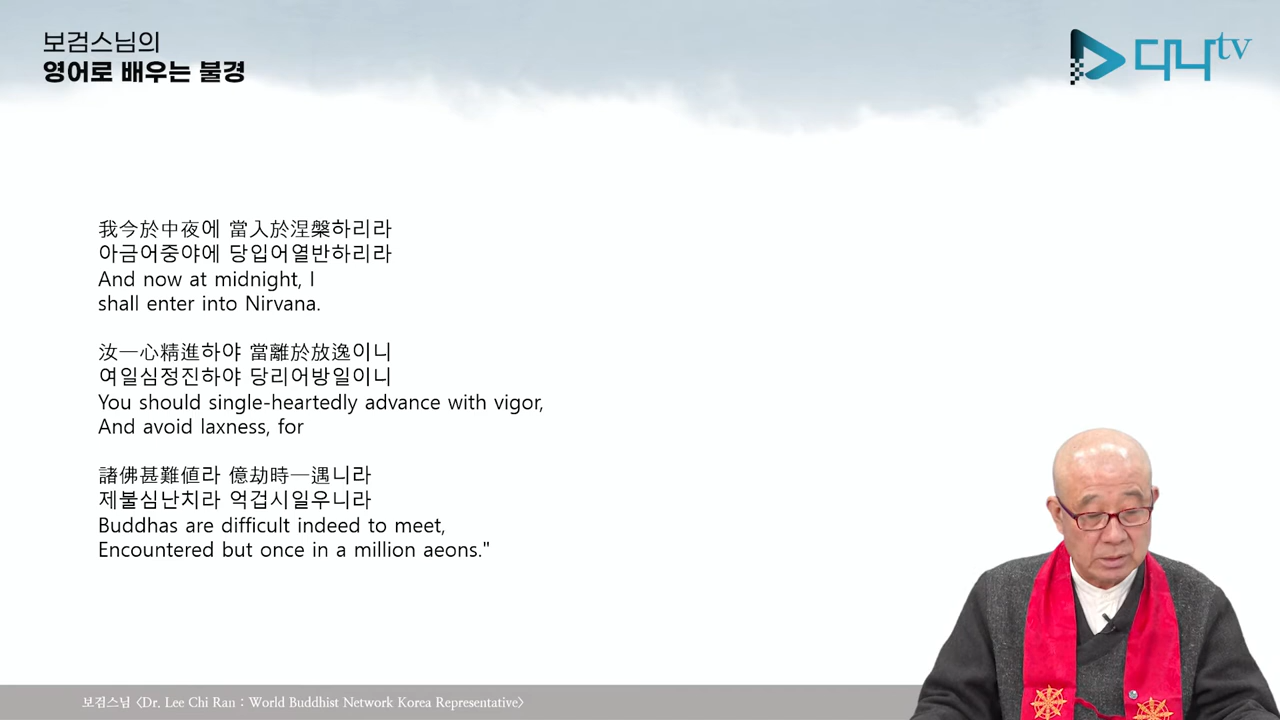 보검스님의
영어로 배우는 불경
디나tv
我今於中夜에 當入於涅槃하리라
아금어중야에 당입어열반하리라
And now at midnight, I
shall enter into Nirvana.
汝一心精進하야 當離於放逸이니
여일심정진하야 당리어방일이니
You should single-heartedly advance with vigor,
And avoid laxness, for
諸佛甚難値라 億劫時一遇니라
제불심난치라 억겁시일우니라
Buddhas are difficult indeed to meet,
Encountered but once in a million aeons."
보검스님 <Dr. Lee Chi Ran : World Buddhist Network Korea Representative>